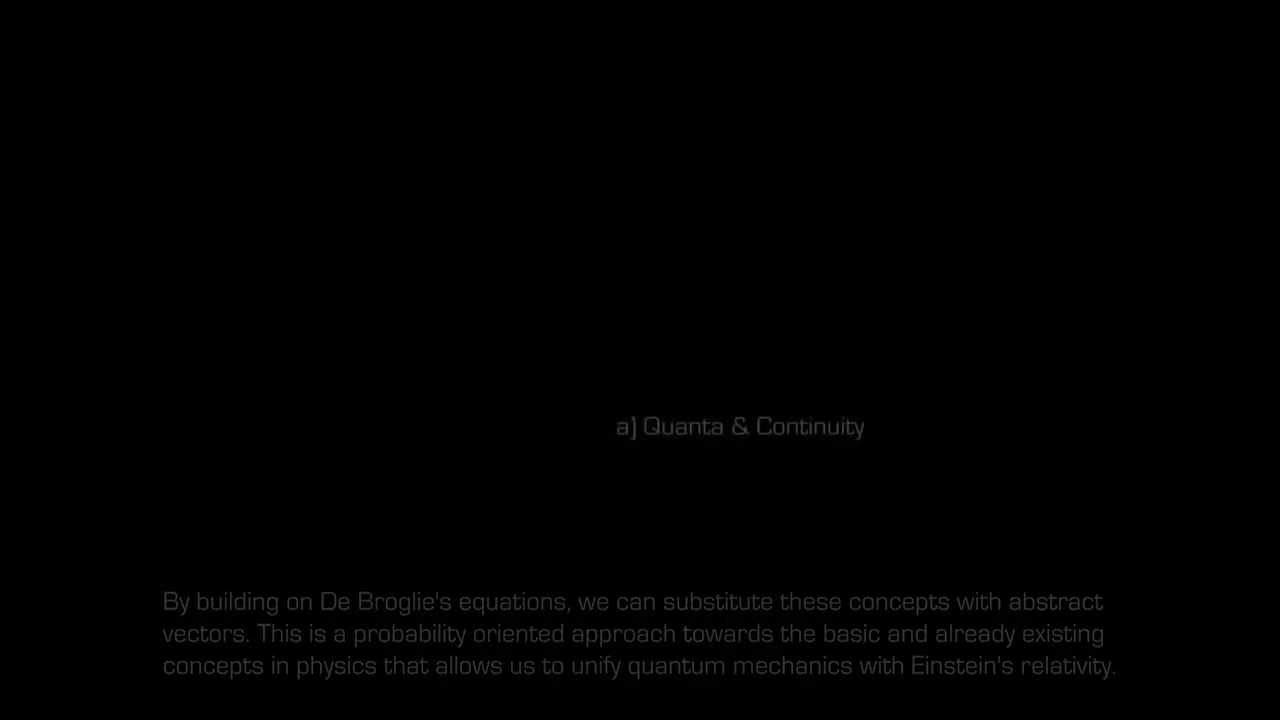 a) Quanta & Continuity
By building on De Broglie's equations, we can substitute these concepts with abstract
vectors. This is a probability oriented approach towards the basic and already existing
concepts in physics that allows us to unify quantum mechanics with Einstein's relativity.